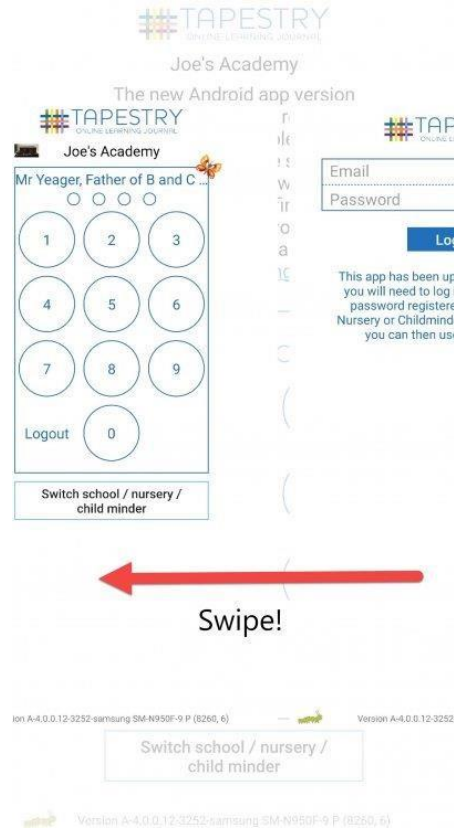 TAPESTRY
ONLINE LEARNING JOURNAL
Joe's Academy
The new Android app version
TAPESTRY
ONLINE LEARNING JOURNAL
Joe's Academy
Mr Yeager, Father of B and C ...
1 2 3
4 5 6
7 8 9
Logout 0
Switch school / nursery /
child minder
TAP
Email
Password
Log
This app has been up
you will need to log
password registere
Nursery or Childmind
you can then use
Swipe!
ion A-4.0.0.12-3252-samsung SM-N950F-9 P (8260, 6)
Version A-4.0.0.12-3252
Switch school / nursery /
child minder
Version A-4.0.0.12-3252-samsung SM-N950F-9 P (8260, 6)